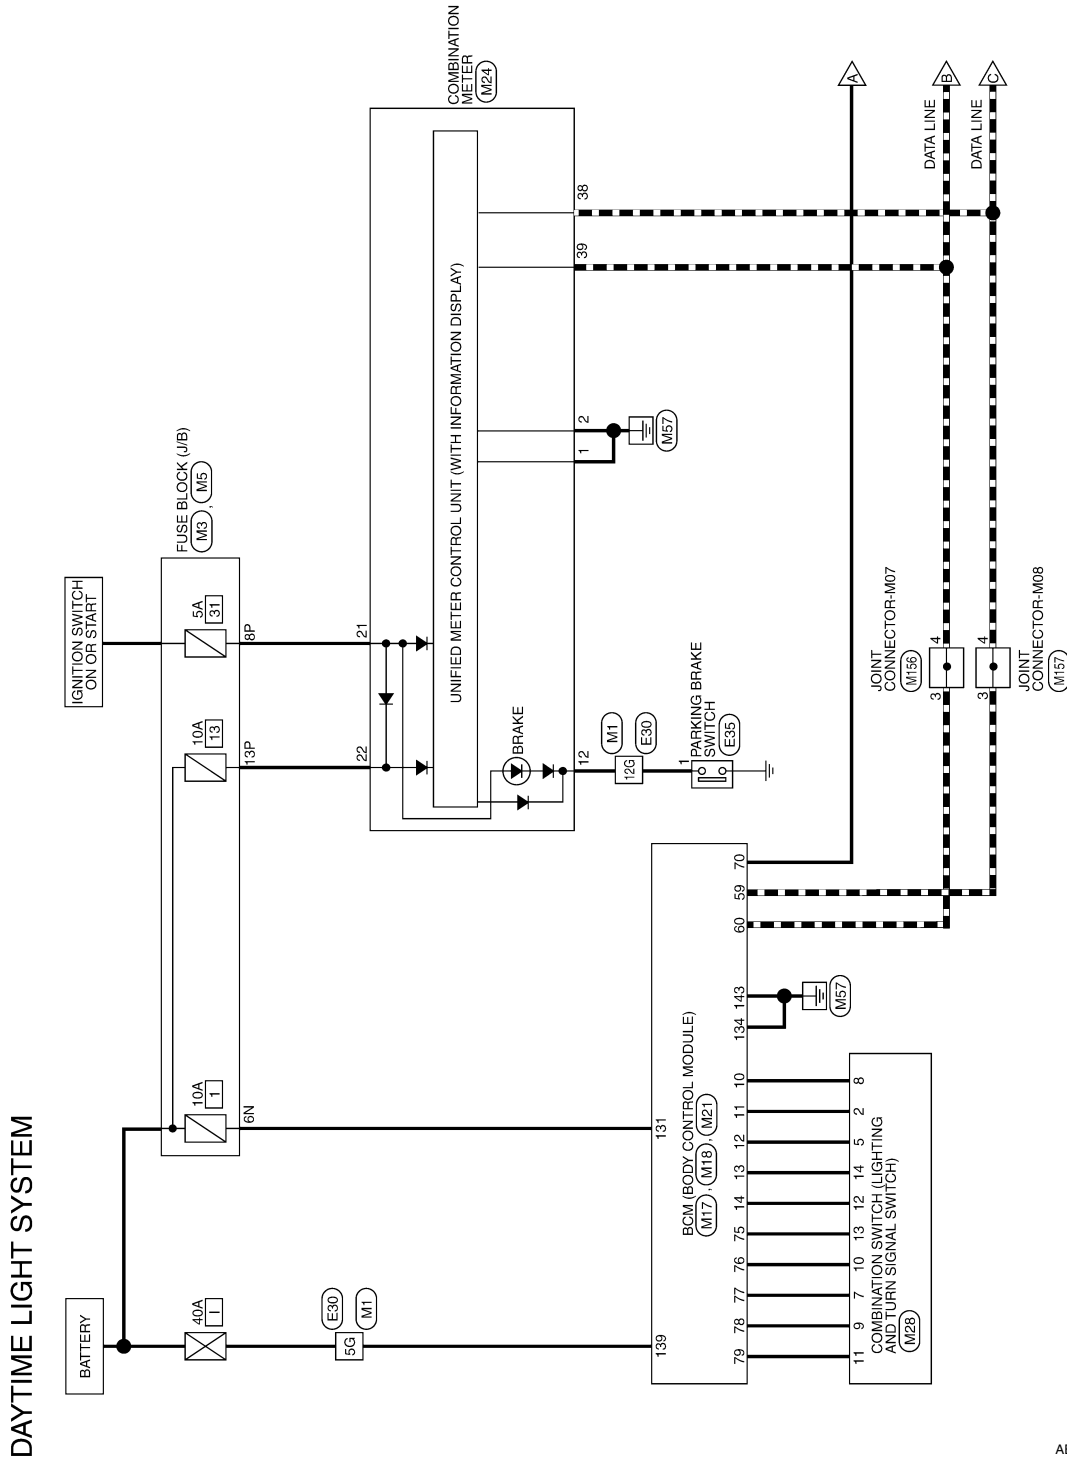 DAYTIME LIGHT SYSTEM
BATTERY
IGNITION SWITCH
ON OR START
FUSE BLOCK (J/B)
M3 , M5
40A
I
10A
1
10A
13
5A
31
6N
13P
8P
E30
M1
5G
COMBINATION
METER
M24
22
21
UNIFIED METER CONTROL UNIT (WITH INFORMATION DISPLAY)
BRAKE
12
1
2
39
38
M57
12G
M1
E30
1
PARKING BRAKE
SWITCH
E35
139
131
BCM (BODY CONTROL MODULE)
M17 , M18 , M21
79
78
77
76
75
14
13
12
11
10
134
143
60
59
70
M57
11
9
7
10
13
12
14
5
2
8
COMBINATION SWITCH (LIGHTING
AND TURN SIGNAL SWITCH)
M28
JOINT
CONNECTOR-M07
M156
3
4
3
4
JOINT
CONNECTOR-M08
M157
DATA LINE
DATA LINE
A
B
C